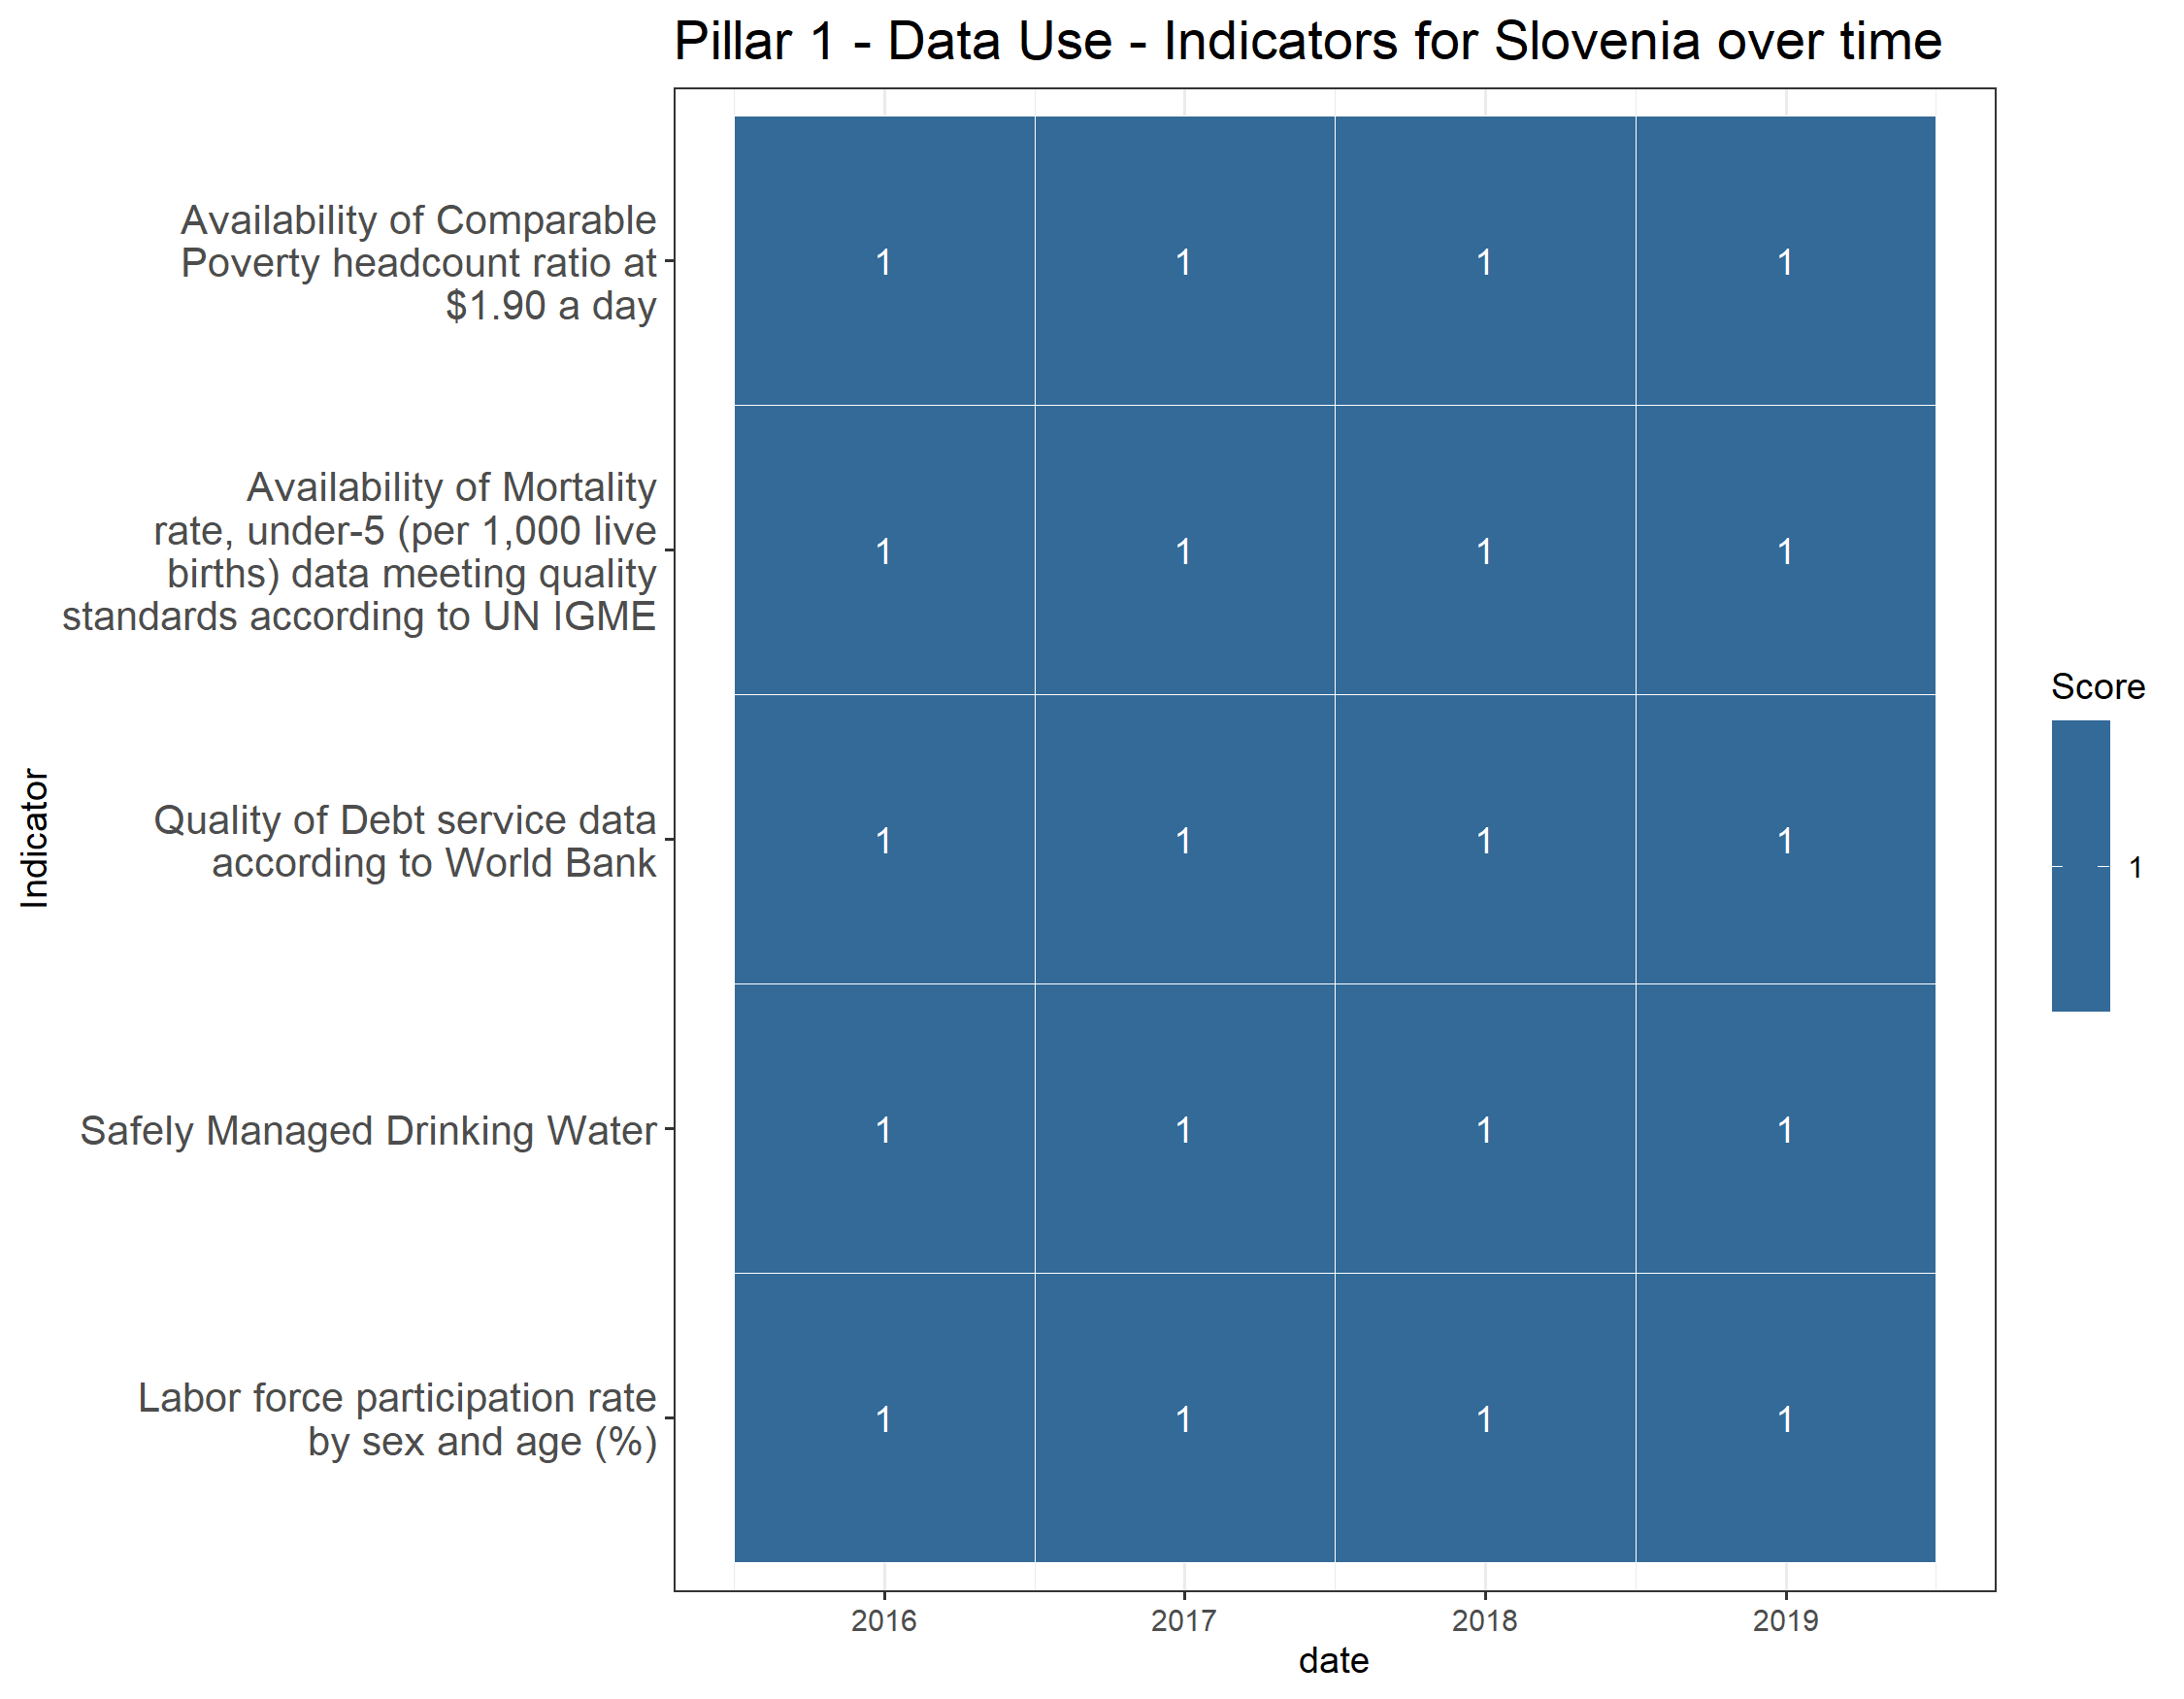 Pillar 1 - Data Use - Indicators for Slovenia over time
Availability of Comparable
Poverty headcount ratio at
$1.90 a day
1 1 1 1
Availability of Mortality
rate, under-5 (per 1,000 live
births) data meeting quality
standards according to UN IGME
1 1 1 1
Quality of Debt service data
according to World Bank
1 1 1 1
Safely Managed Drinking Water
1 1 1 1
Labor force participation rate
by sex and age (%)
1 1 1 1
Indicator
2016 2017 2018 2019
date
Score
1